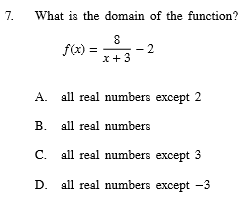 7. What is the domain of the function?
f(x) = 8/(x + 3) − 2
A. all real numbers except 2
B. all real numbers
C. all real numbers except 3
D. all real numbers except −3